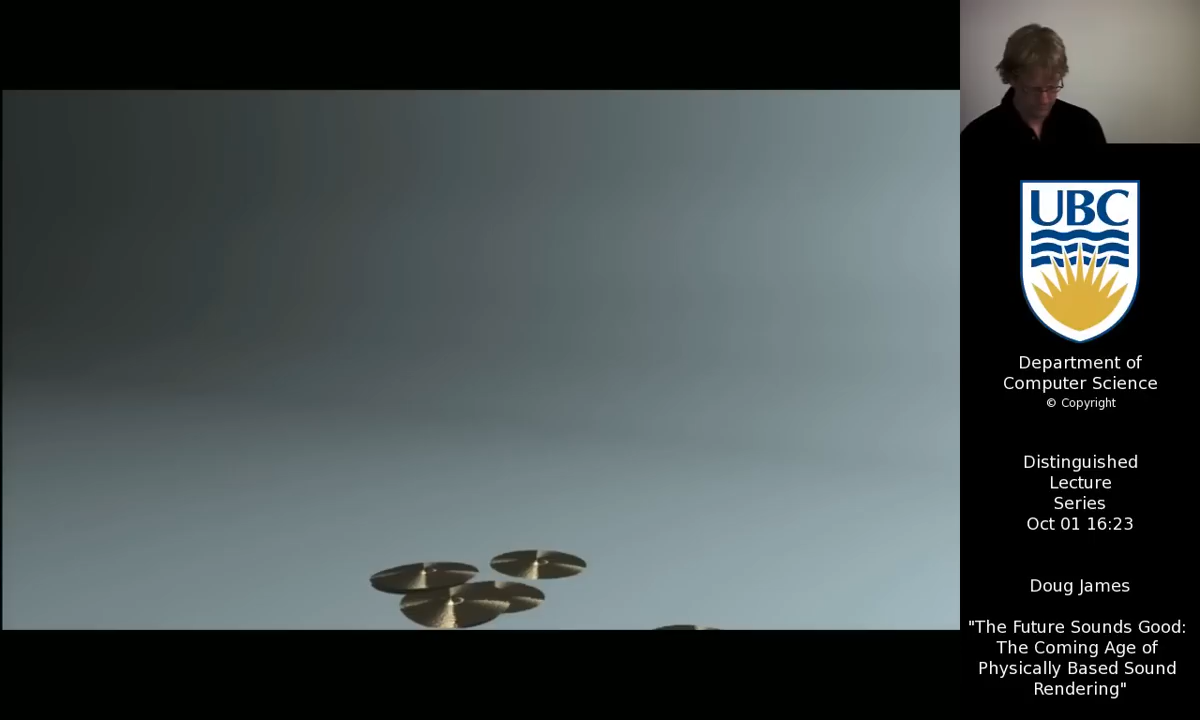 UBC
Department of
Computer Science
© Copyright
Distinguished
Lecture
Series
Oct 01 16:23
Doug James
"The Future Sounds Good:
The Coming Age of
Physically Based Sound
Rendering"